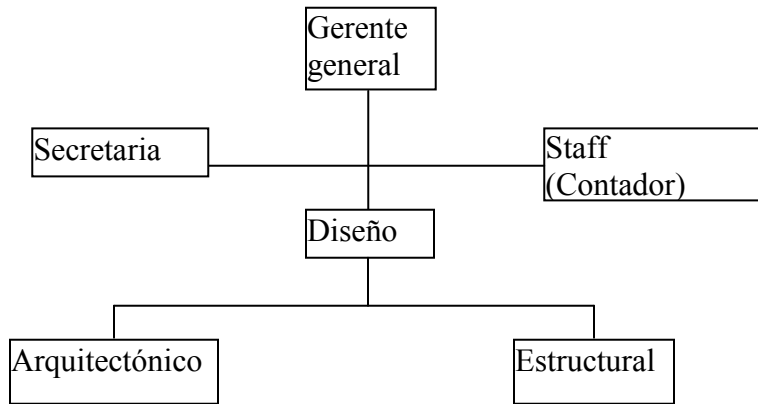 Gerente
general
Secretaria
Staff
(Contador)
Diseño
Arquitectónico
Estructural